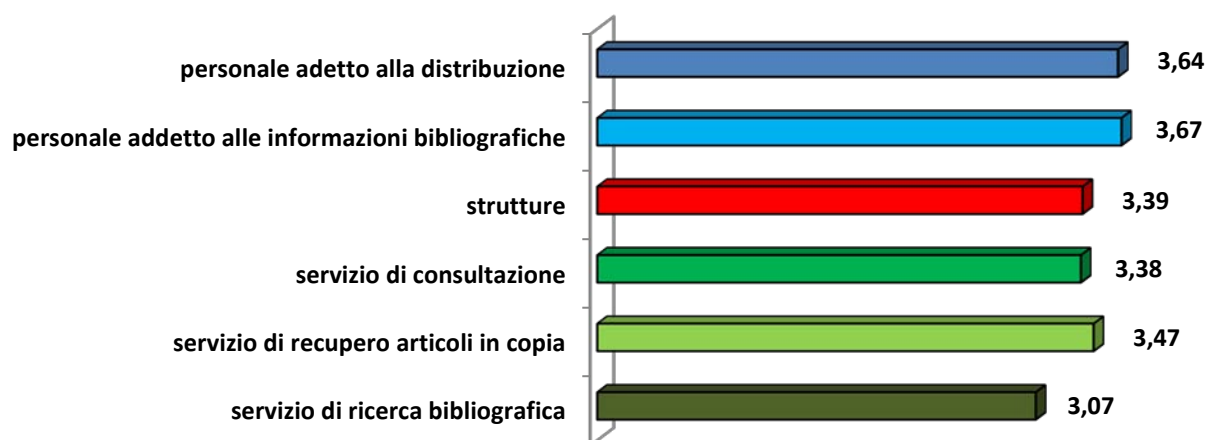 personale adetto alla distribuzione 3,64
personale addetto alle informazioni bibliografiche 3,67
strutture 3,39
servizio di consultazione 3,38
servizio di recupero articoli in copia 3,47
servizio di ricerca bibliografica 3,07